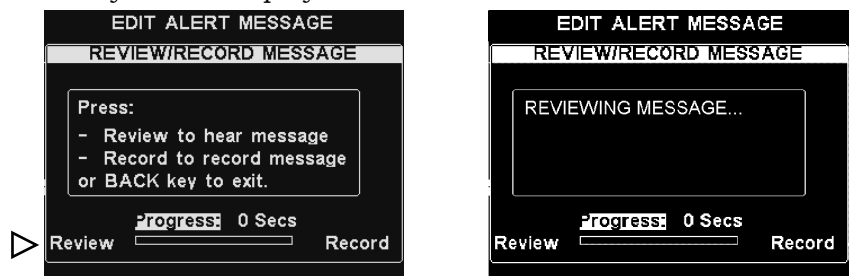 EDIT ALERT MESSAGE
REVIEW/RECORD MESSAGE
Press:
- Review to hear message
- Record to record message
or BACK key to exit.
Progress: 0 Secs
Review Record
EDIT ALERT MESSAGE
REVIEW/RECORD MESSAGE
REVIEWING MESSAGE...
Progress: 0 Secs
Review Record